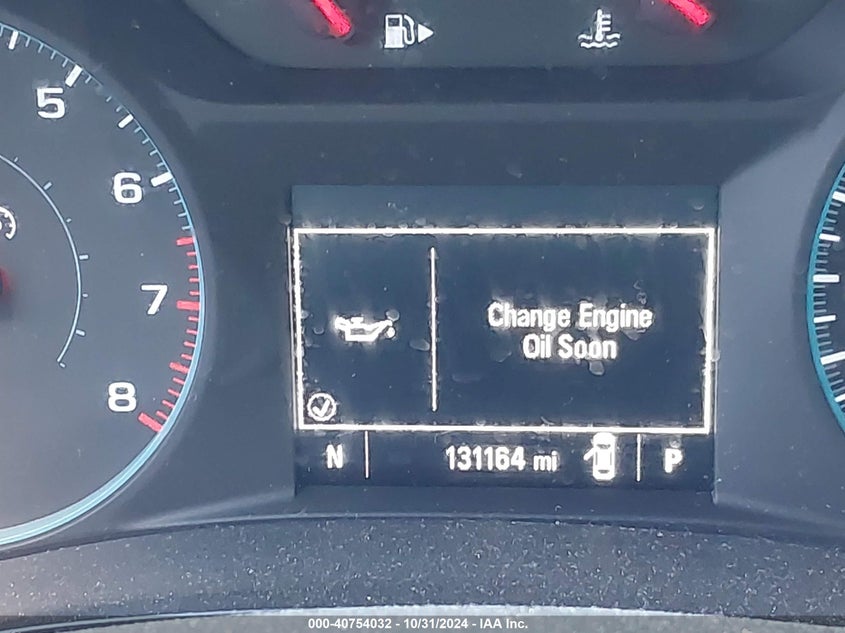 5
6
7
8
Change Engine
Oil Soon
N
131164 mi
P
000-40754032 - 10/31/2024 - IAA Inc.